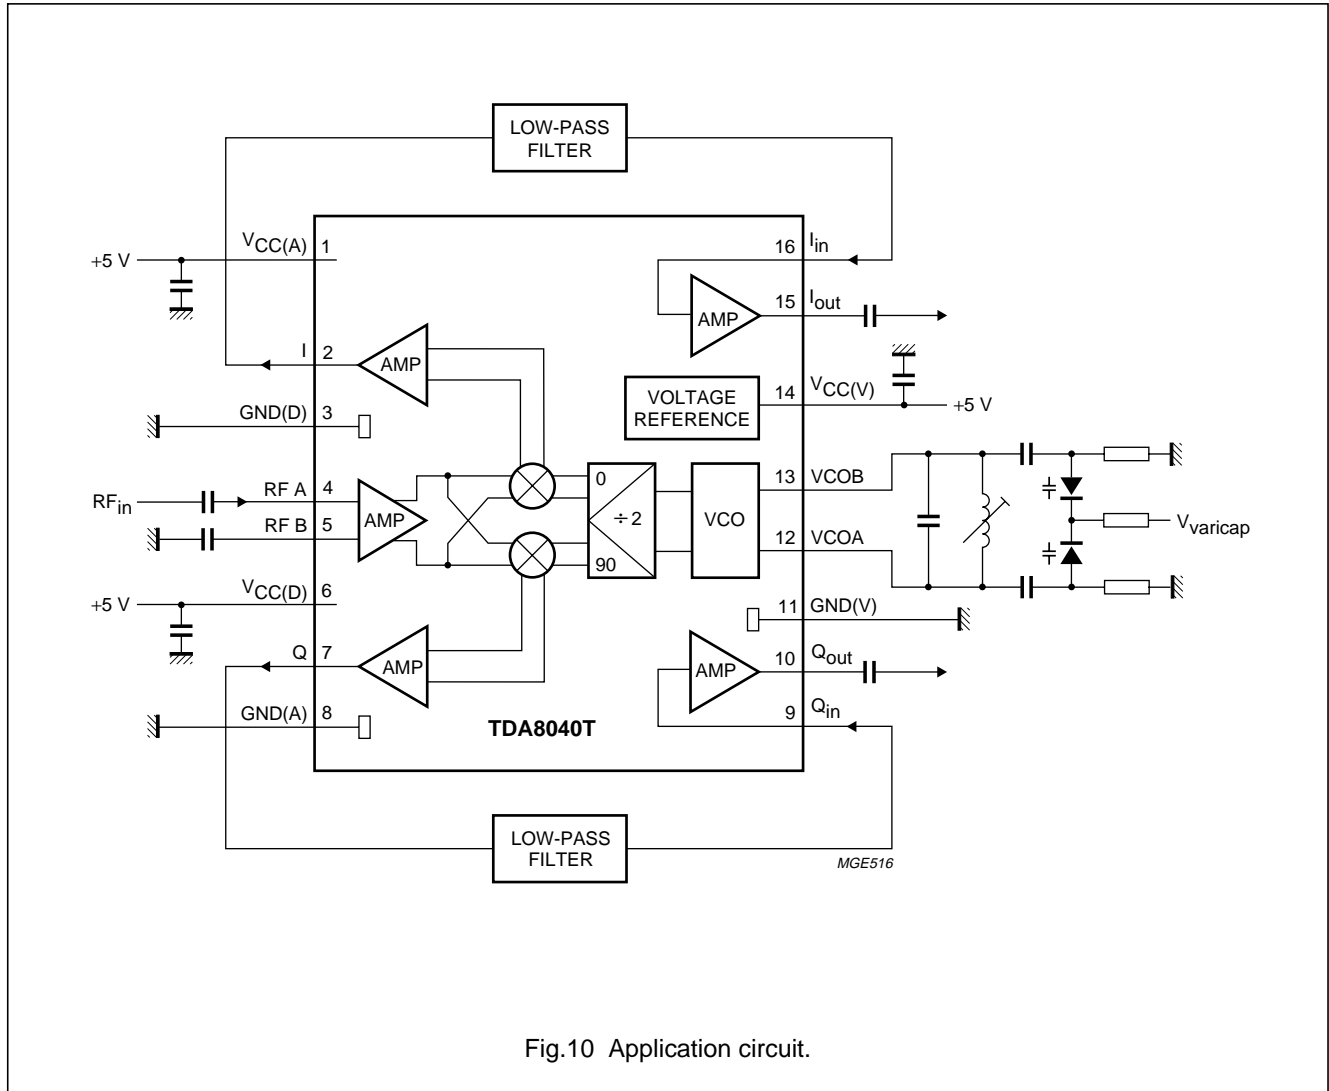 LOW-PASS
FILTER
VCC(A)
1
+5 V
16
Iin
15
Iout
AMP
I
2
AMP
VOLTAGE
REFERENCE
14
VCC(V)
+5 V
GND(D)
3
RFin
RF A
4
RF B
5
AMP
0
÷ 2
90
VCO
13
VCOB
12
VCOA
Vvaricap
VCC(D)
6
+5 V
11
GND(V)
Q
7
AMP
AMP
10
Qout
9
Qin
GND(A)
8
TDA8040T
LOW-PASS
FILTER
MGE516
Fig.10 Application circuit.